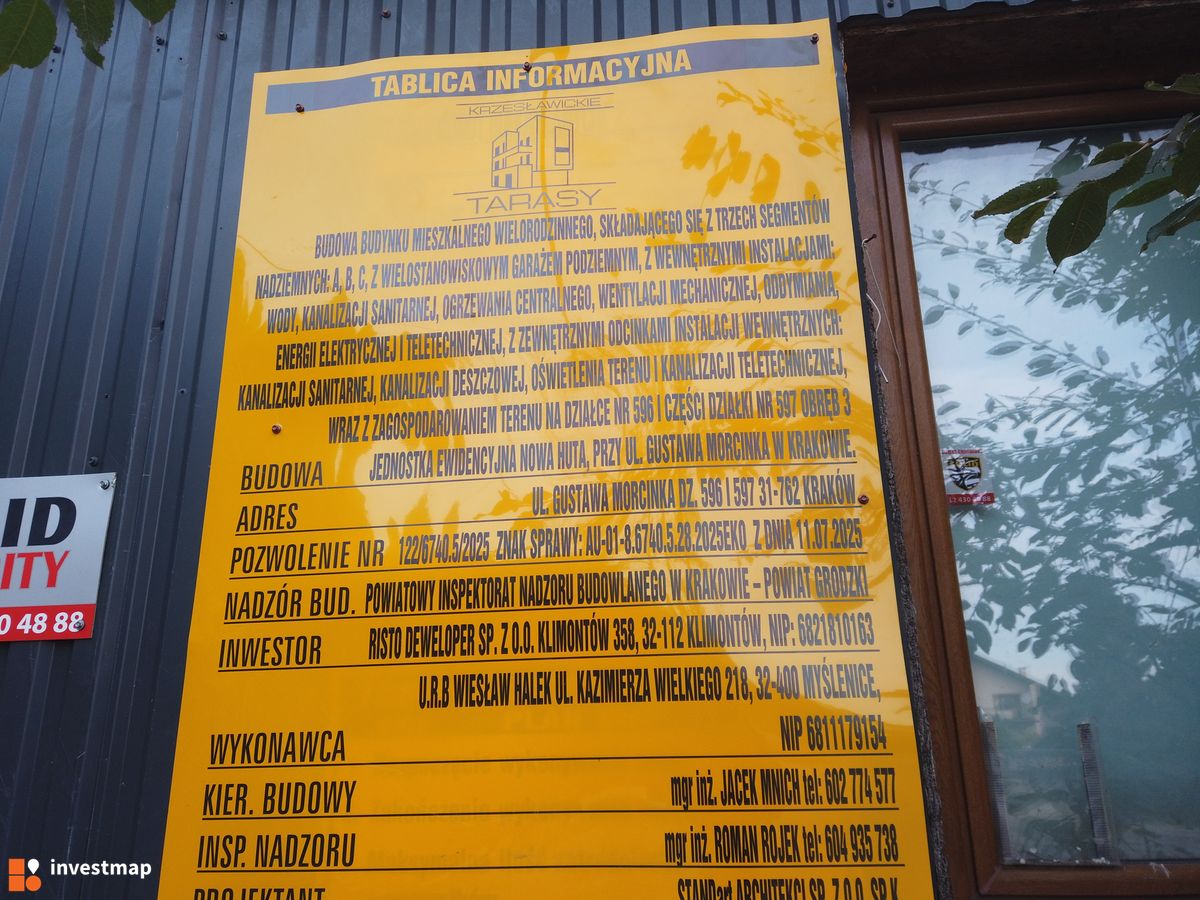 TABLICA INFORMACYJNA
KRZESŁAWICKIE
TARASY
BUDOWA BUDYNKU MIESZKALNEGO WIELORODZINNEGO, SKŁADAJĄCEGO SIĘ Z TRZECH SEGMENTÓW
NADZIEMNYCH: A, B, C, Z WIELOSTANOWISKOWYM GARAŻEM PODZIEMNYM, Z WEWNĘTRZNYMI INSTALACJAMI:
WODY, KANALIZACJI SANITARNEJ, OGRZEWANIA CENTRALNEGO, WENTYLACJI MECHANICZNEJ, ODDYMIANIA,
ENERGII ELEKTRYCZNEJ I TELETECHNICZNEJ, Z ZEWNĘTRZNYMI ODCINKAMI INSTALACJI WEWNĘTRZNYCH:
KANALIZACJI SANITARNEJ, KANALIZACJI DESZCZOWEJ, OŚWIETLENIA TERENU I KANALIZACJI TELETECHNICZNEJ,
WRAZ Z ZAGOSPODAROWANIEM TERENU NA DZIAŁCE NR 596 I CZĘŚCI DZIAŁKI NR 597 OBRĘB 3
BUDOWA JEDNOSTKA EWIDENCYJNA NOWA HUTA, PRZY UL. GUSTAWA MORCINKA W KRAKOWIE.
ADRES UL. GUSTAWA MORCINKA DZ. 596 I 597 31-762 KRAKÓW
POZWOLENIE NR 122/6740.5/2025 ZNAK SPRAWY: AU-01-8.6740.5.28.2025EKO Z DNIA 11.07.2025
NADZÓR BUD. POWIATOWY INSPEKTORAT NADZORU BUDOWLANEGO W KRAKOWIE – POWIAT GRODZKI
INWESTOR RISTO DEWELOPER SP. Z O.O. KLIMONTÓW 358, 32-112 KLIMONTÓW, NIP: 6821810163
U.R.B WIESŁAW HALEK UL. KAZIMIERZA WIELKIEGO 218, 32-400 MYŚLENICE,
WYKONAWCA NIP 6811179154
KIER. BUDOWY mgr inż. JACEK MNICH tel: 602 774 577
INSP. NADZORU mgr inż. ROMAN ROJEK tel: 604 935 738
PROJEKTANT STANDart ARCHITEKCI SP. Z O.O. SP.K
ID
ITY
0 48 88
investmap